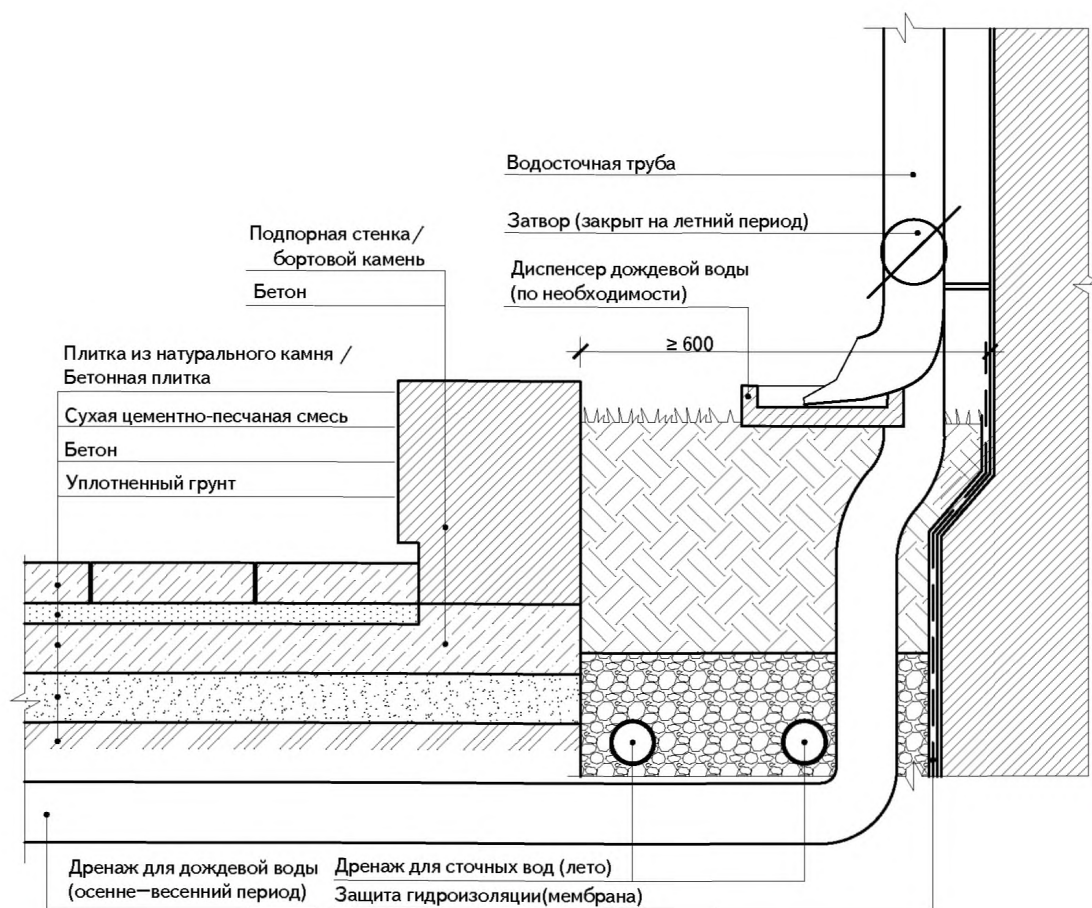 Водосточная труба
Затвор (закрыт на летний период)
Подпорная стенка/
бортовой камень
Бетон
Диспенсер дождевой воды
(по необходимости)
≥ 600
Плитка из натурального камня /
Бетонная плитка
Сухая цементно-песчаная смесь
Бетон
Уплотненный грунт
Дренаж для дождевой воды
(осенне–весенний период)
Дренаж для сточных вод (лето)
Защита гидроизоляции(мембрана)